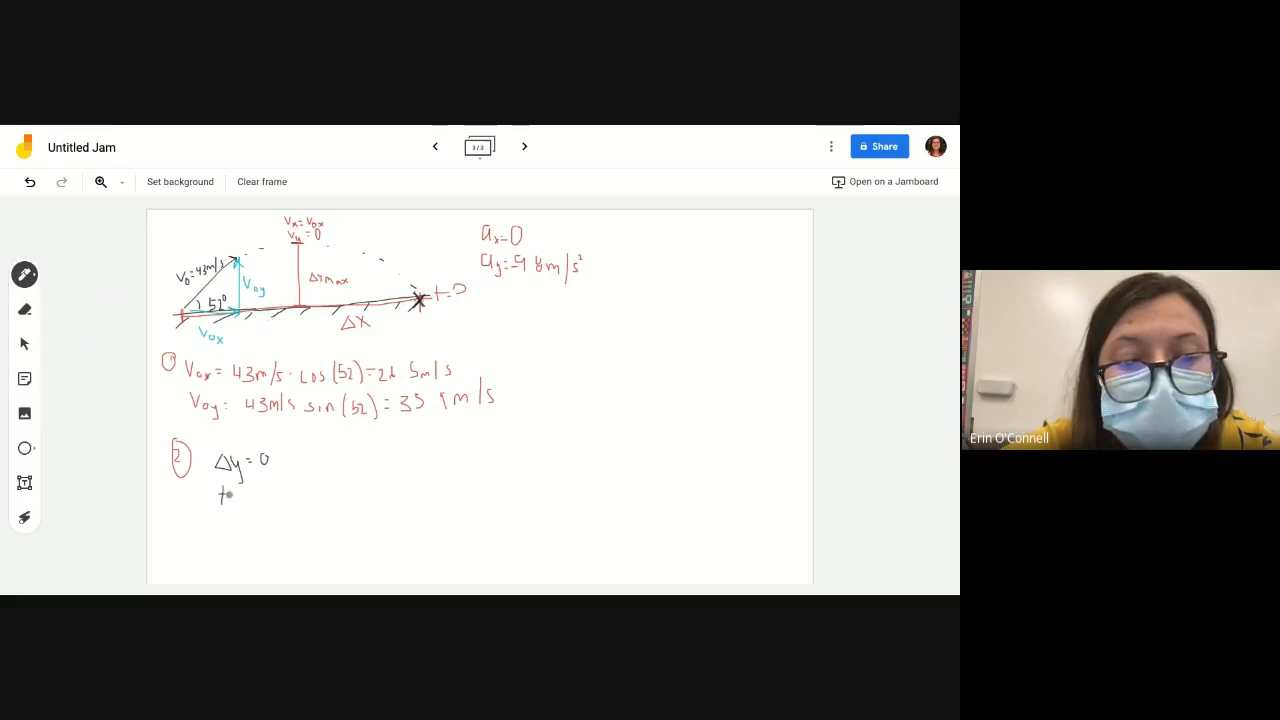 Untitled Jam
3/3
Share
Set background
Clear frame
Open on a Jamboard
Vx=Vox
Vy=0
V0=43m/s
Voy
Δymax
52°
t=?
Vox
Δx
ax=0
ay=-9.8m/s²
① Vox= 43m/s· cos(52)=26.5m/s
Voy= 43m/s sin(52)= 33.9m/s
② Δy=0
t
Erin O'Connell